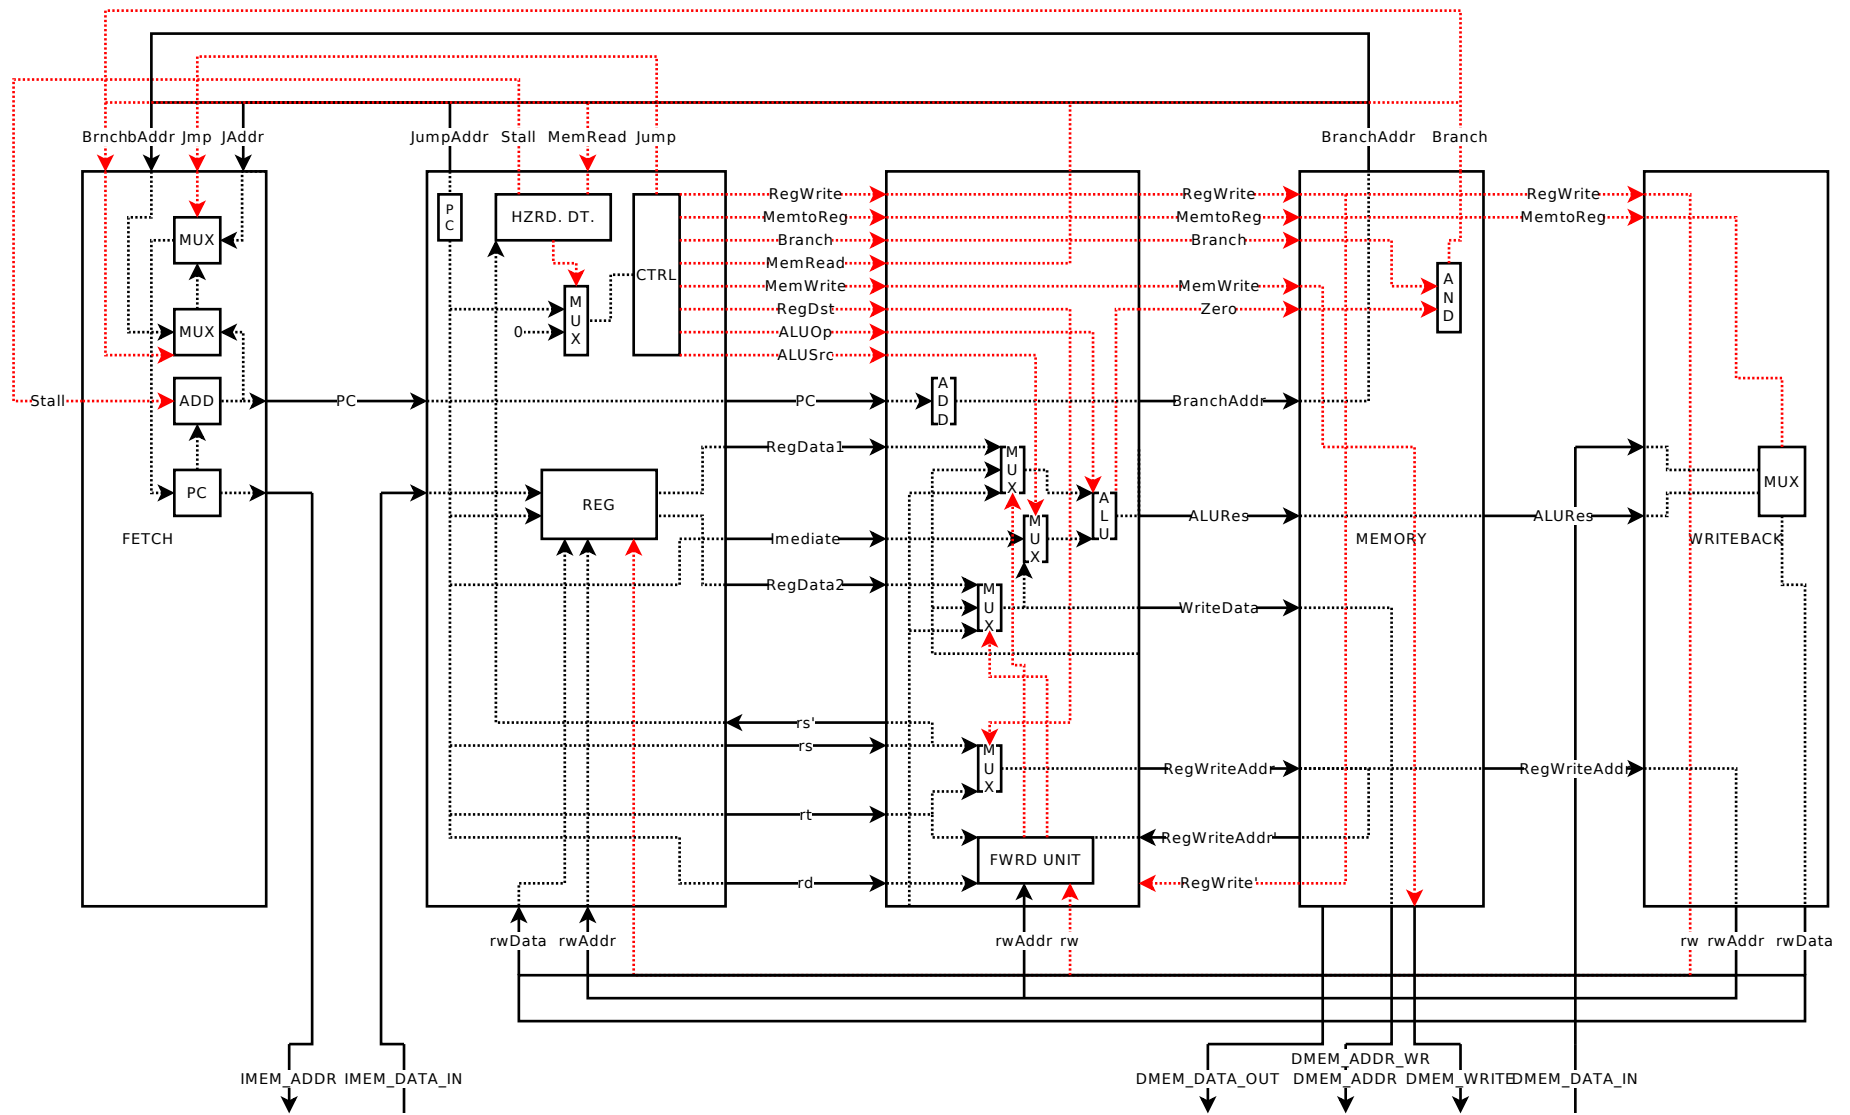 Brnch bAddr Jmp JAddr JumpAddr Stall MemRead Jump BranchAddr Branch
RegWrite RegWrite RegWrite
P
C
HZRD. DT.
MemtoReg MemtoReg MemtoReg
MUX
Branch Branch
MemRead
CTRL
A
N
D
MemWrite MemWrite
M
U
X
RegDst Zero
MUX
0
ALUOp
ALUSrc
Stall
ADD
PC
PC
A
D
D
BranchAddr
RegData1
M
U
X
MUX
PC
REG
A
L
U
ALURes
ALURes
M
U
X
FETCH
Imediate
MEMORY
WRITEBACK
RegData2
M
U
X
WriteData
rs'
rs
M
U
X
RegWriteAddr
RegWriteAddr
rt
RegWriteAddr'
FWRD UNIT
rd
RegWrite'
rwData rwAddr rwAddr rw rw rwAddr rwData
DMEM_ADDR_WR
IMEM_ADDR IMEM_DATA_IN DMEM_DATA_OUT DMEM_ADDR DMEM_WRITE DMEM_DATA_IN